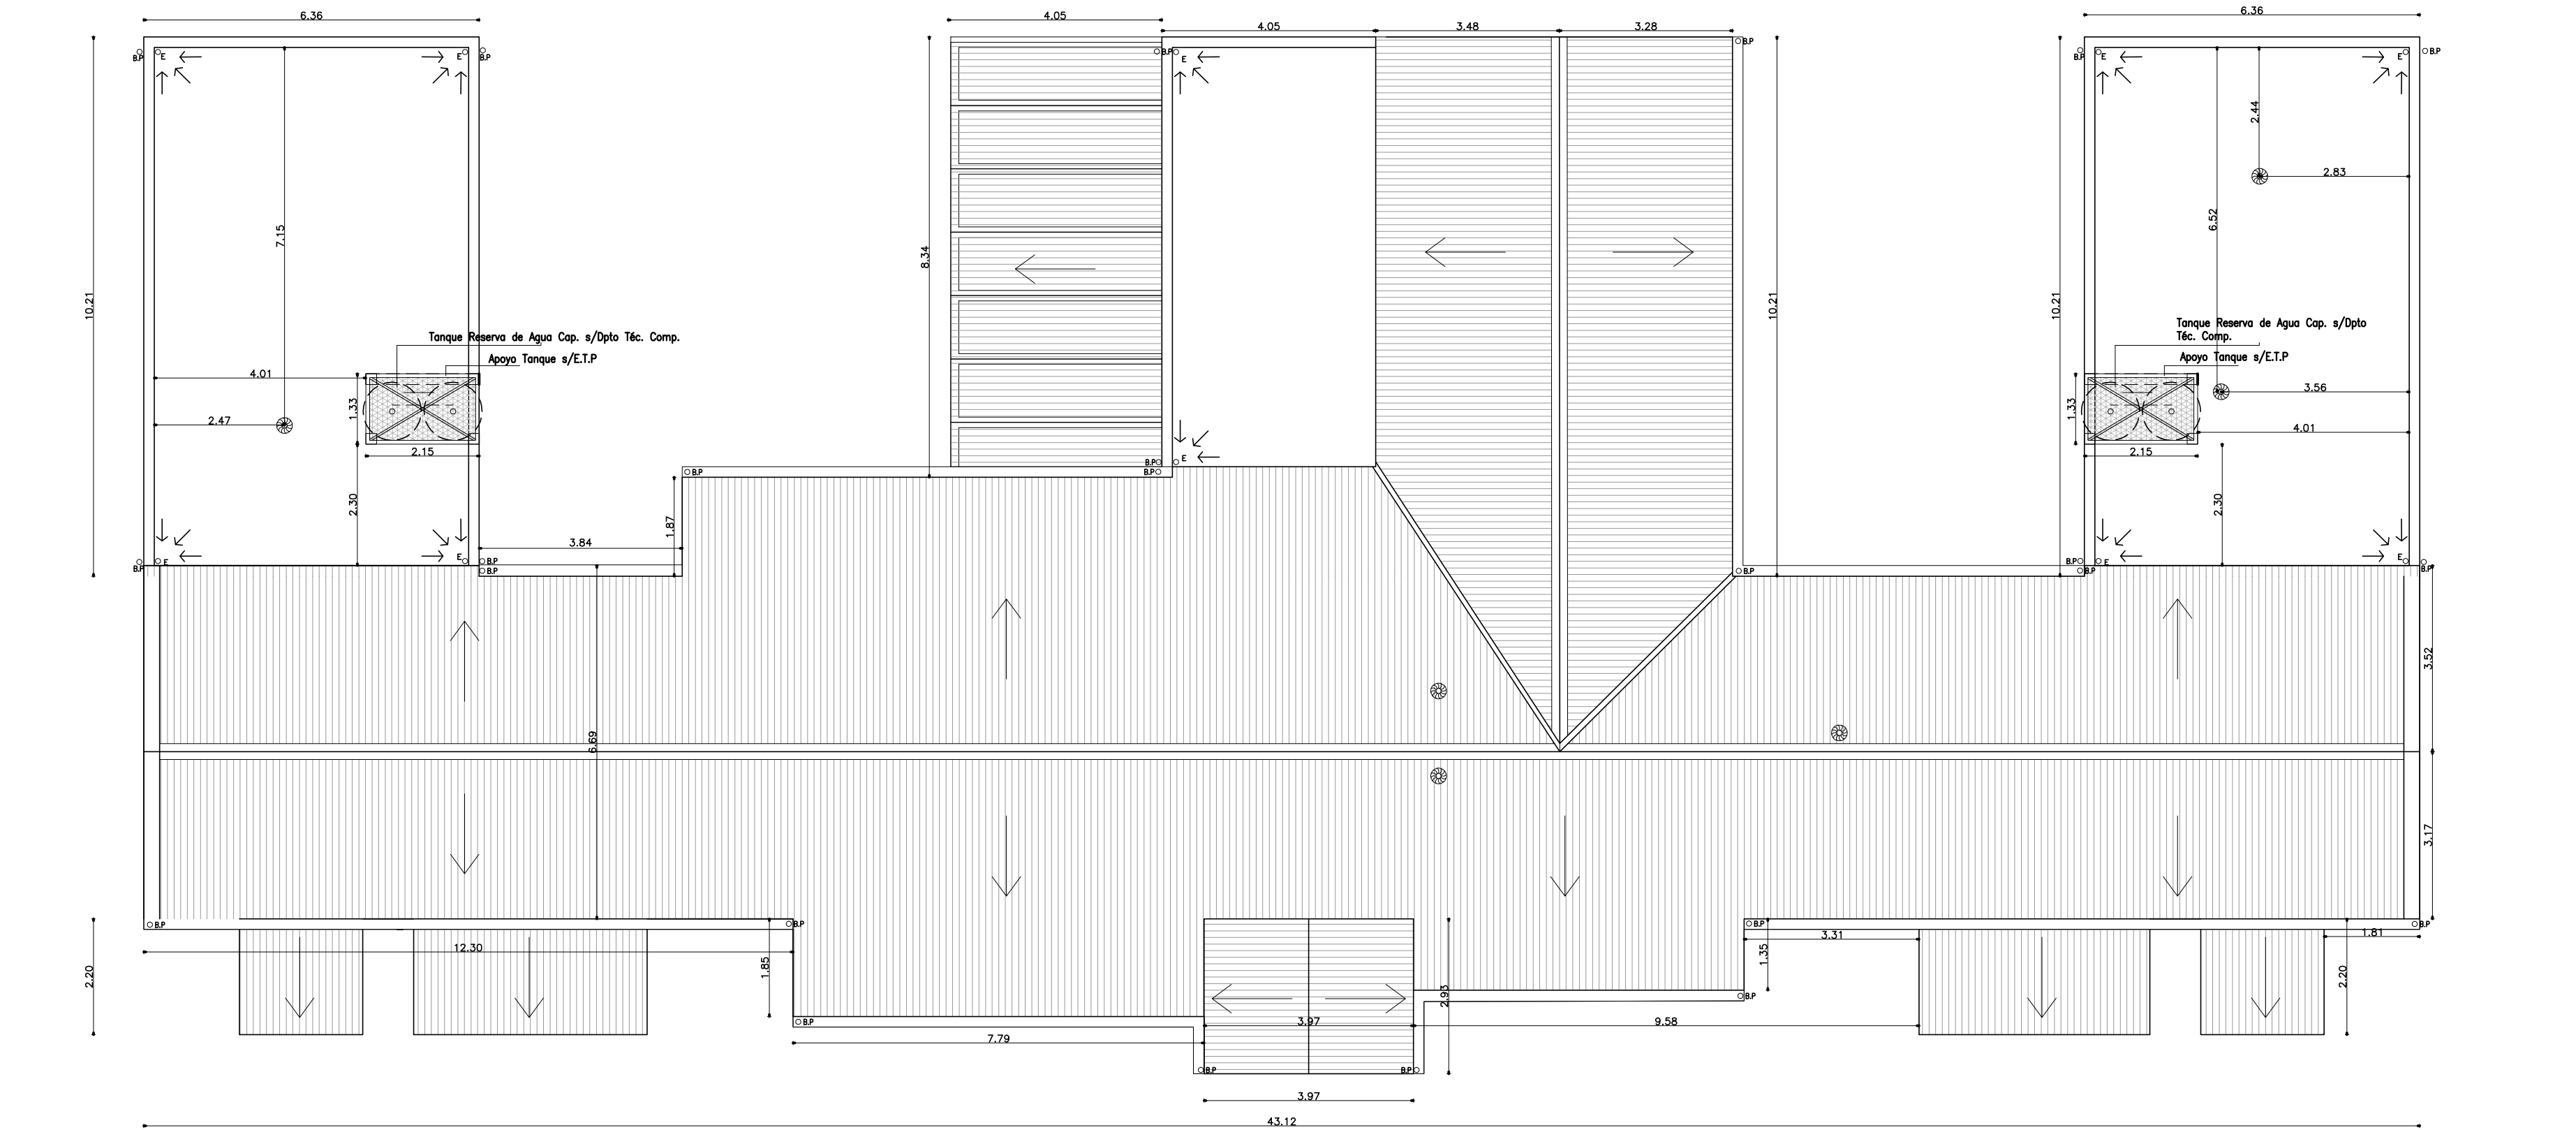 6.36
4.05
4.05
3.48
3.28
6.36
B.P
E
E
B.P
B.P
E
B.P
B.P
E
E
B.P
2.44
2.83
7.15
6.52
8.34
10.21
10.21
10.21
Tanque Reserva de Agua Cap. s/Dpto Téc. Comp.
Apoyo Tanque s/E.T.P
Tanque Reserva de Agua Cap. s/Dpto
Téc. Comp.
Apoyo Tanque s/E.T.P
4.01
1.33
2.47
2.15
3.56
1.33
4.01
2.15
E
B.P
B.P
B.P
2.30
1.87
2.30
3.84
B.P
E
E
B.P
B.P
B.P
B.P
B.P
E
E
B.P
3.52
6.69
3.17
B.P
B.P
B.P
B.P
12.30
3.31
1.81
2.20
1.85
1.35
2.20
2.93
B.P
B.P
3.97
9.58
7.79
B.P
B.P
3.97
43.12